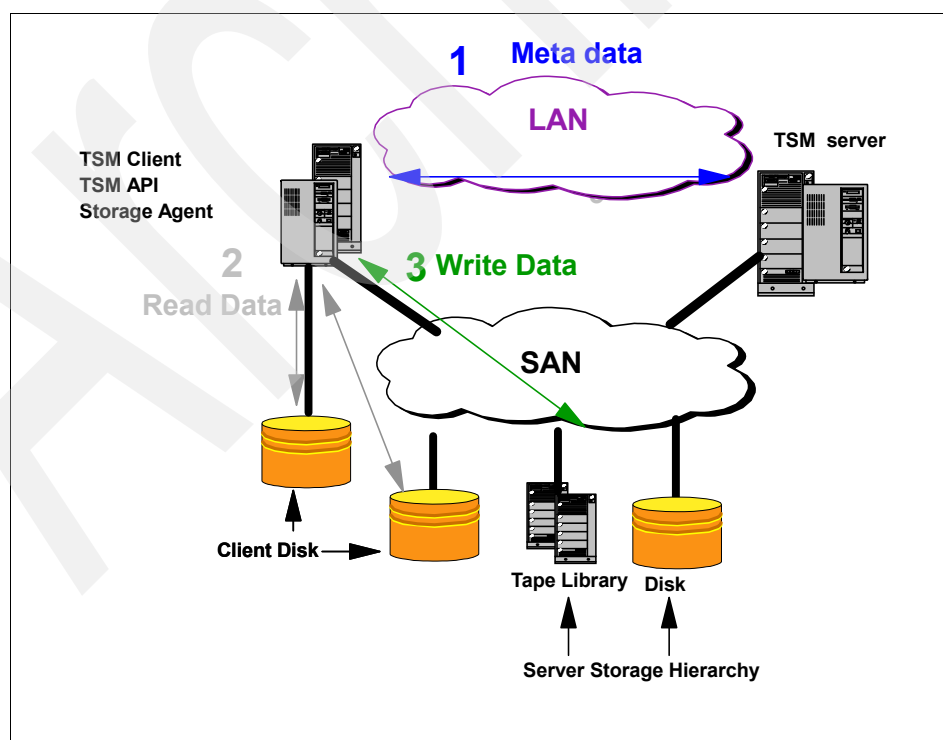 1 Meta data
LAN
TSM server
TSM Client
TSM API
Storage Agent
2
Read Data
3 Write Data
SAN
Client Disk
Tape Library
Disk
Server Storage Hierarchy